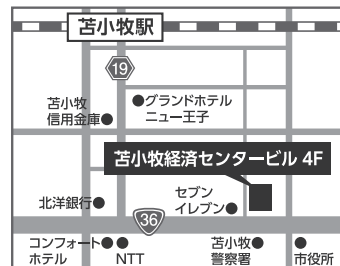 苫小牧駅
19
苫小牧
信用金庫
グランドホテル
ニュー王子
苫小牧経済センタービル 4F
北洋銀行
セブン
イレブン
36
コンフォート
ホテル
NTT
苫小牧
警察署
市役所